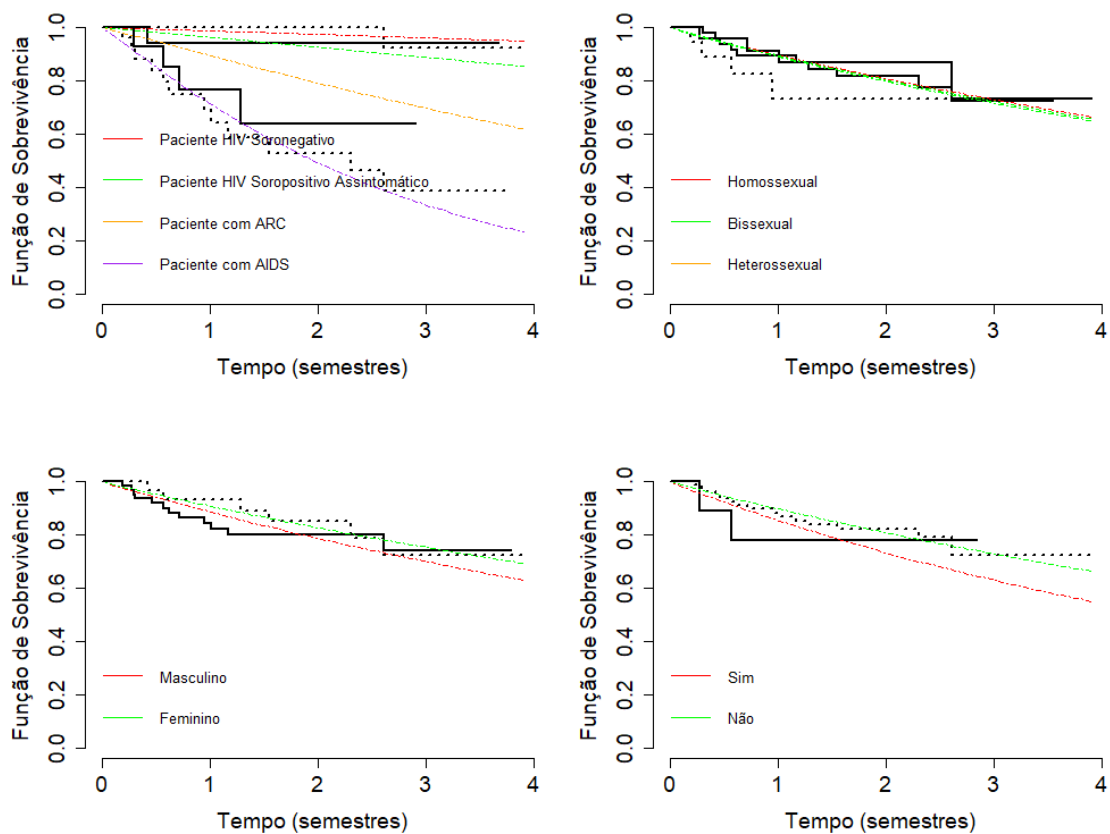 Função de Sobrevivência
1.0
0.8
0.6
0.4
0.2
0.0
Paciente HIV Soronegativo
Paciente HIV Soropositivo Assintomático
Paciente com ARC
Paciente com AIDS
0 1 2 3 4
Tempo (semestres)
Função de Sobrevivência
1.0
0.8
0.6
0.4
0.2
0.0
Homossexual
Bissexual
Heterossexual
0 1 2 3 4
Tempo (semestres)
Função de Sobrevivência
1.0
0.8
0.6
0.4
0.2
0.0
Masculino
Feminino
0 1 2 3 4
Tempo (semestres)
Função de Sobrevivência
1.0
0.8
0.6
0.4
0.2
0.0
Sim
Não
0 1 2 3 4
Tempo (semestres)